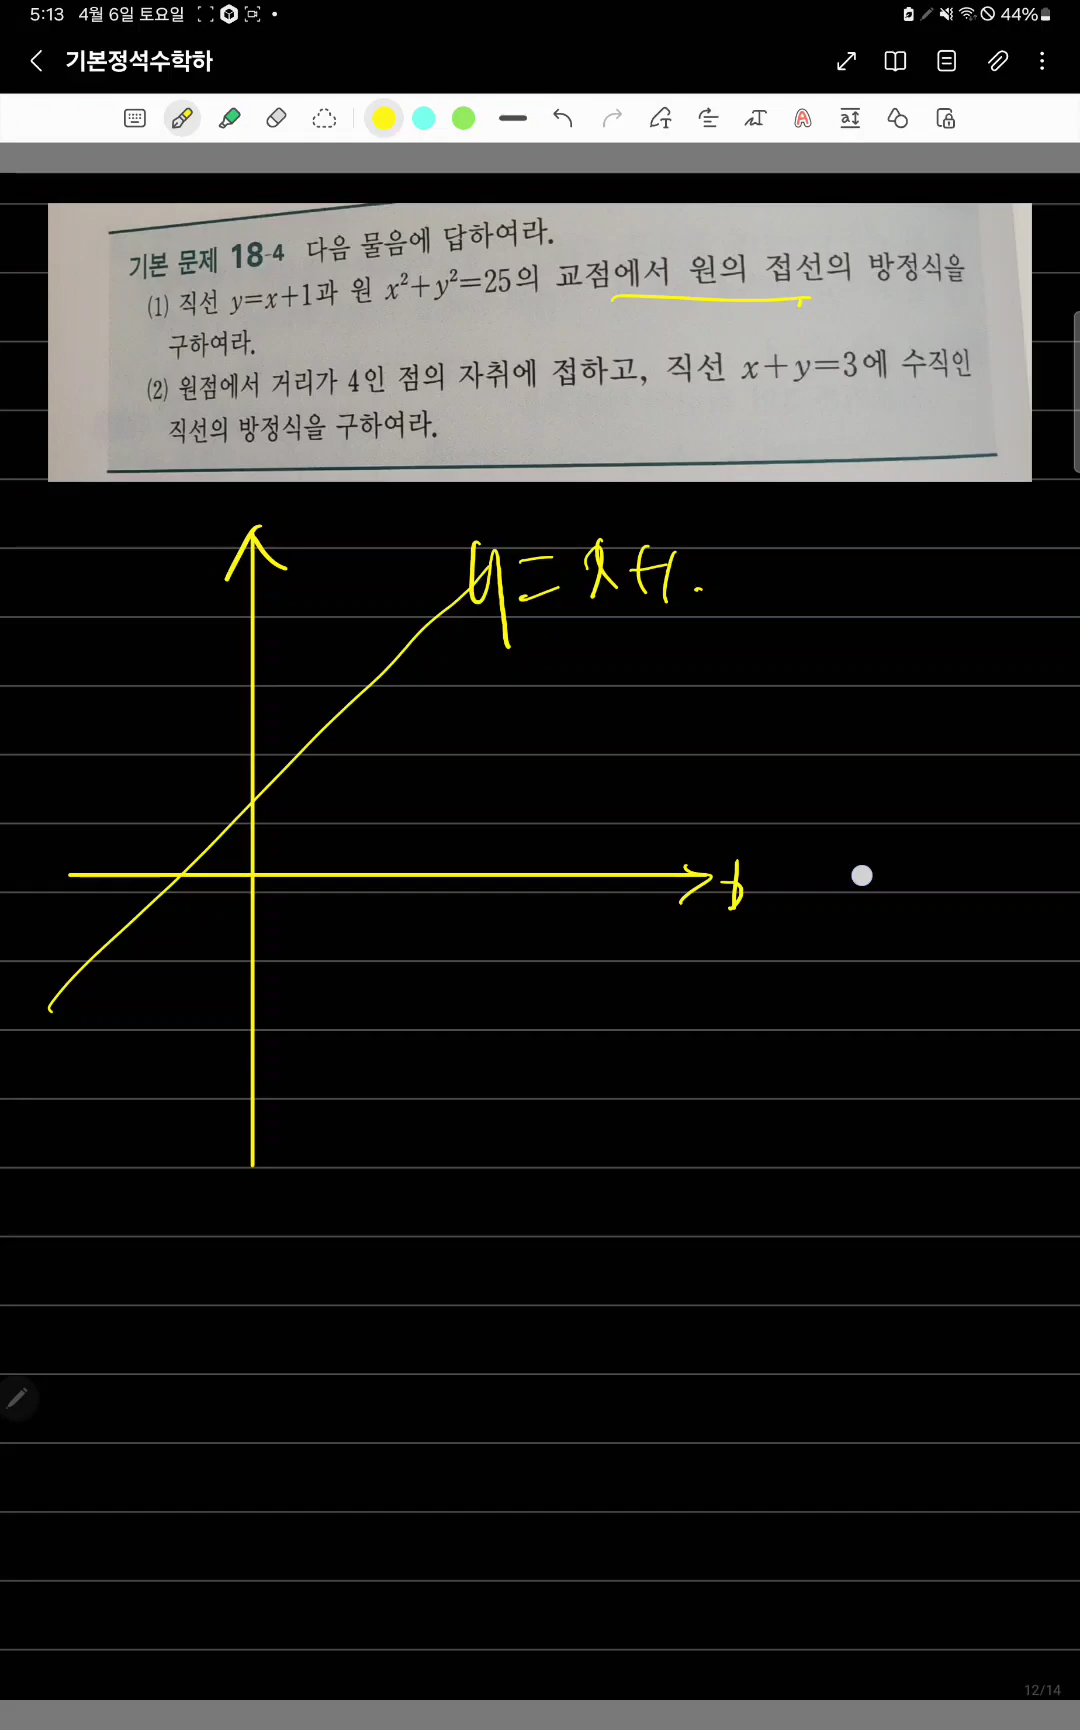 5:13 4월 6일 토요일 44%
기본정석수학하
기본 문제 18-4 다음 물음에 답하여라.
(1) 직선 y=x+1과 원 x²+y²=25의 교점에서 원의 접선의 방정식을
구하여라.
(2) 원점에서 거리가 4인 점의 자취에 접하고, 직선 x+y=3에 수직인
직선의 방정식을 구하여라.
y=x+1.
12/14